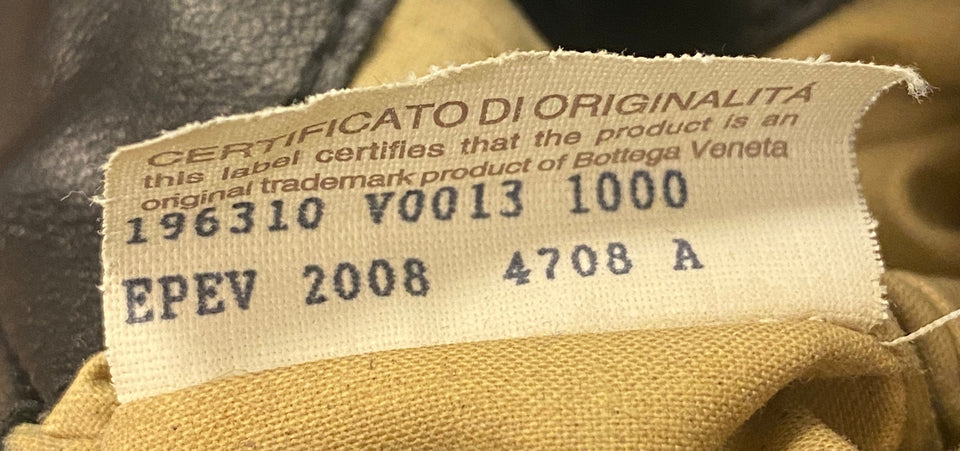 CERTIFICATO DI ORIGINALITÁ
this label certifies that the product is an
original trademark product of Bottega Veneta
196310 V0013 1000
EPEV 2008 4708 A